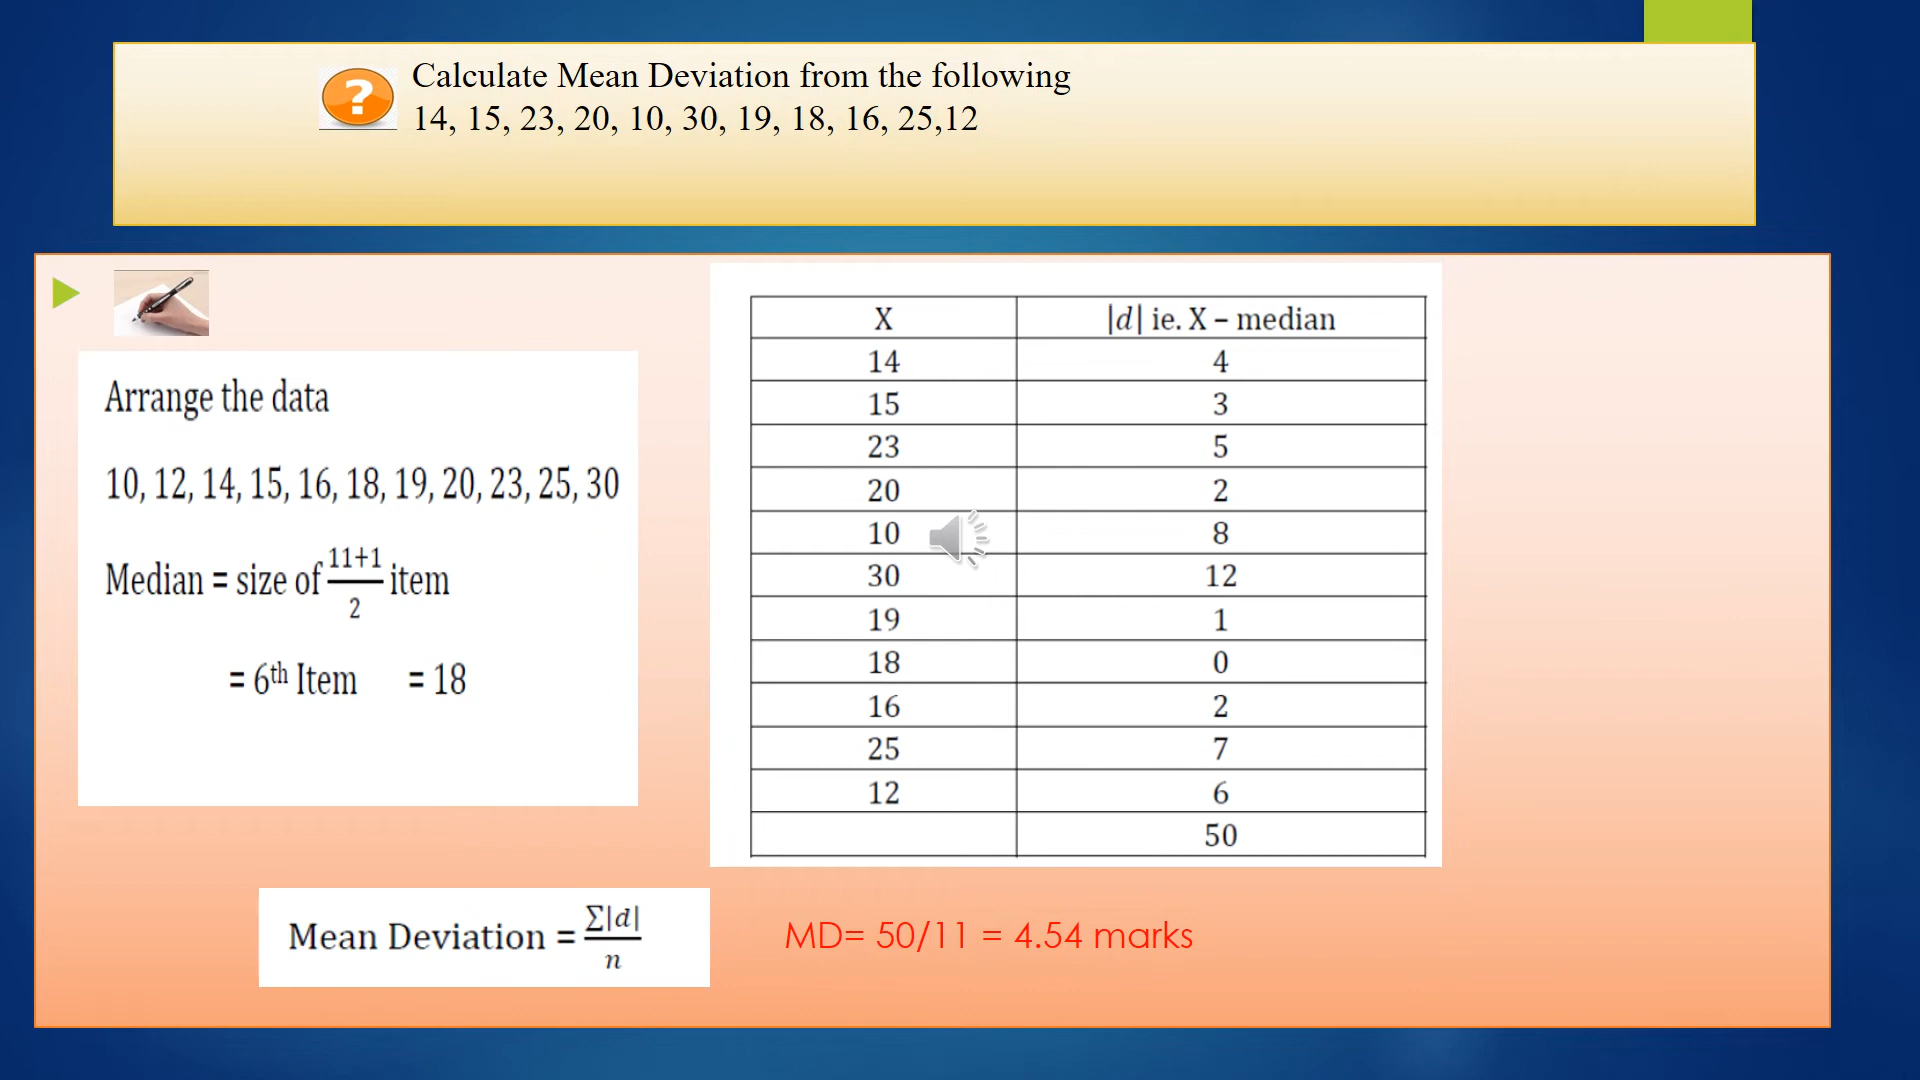 Calculate Mean Deviation from the following
14, 15, 23, 20, 10, 30, 19, 18, 16, 25,12
Arrange the data
10, 12, 14, 15, 16, 18, 19, 20, 23, 25, 30
Median = size of 11+1/2 item
= 6th Item = 18
X |d| ie. X – median
14 4
15 3
23 5
20 2
10 8
30 12
19 1
18 0
16 2
25 7
12 6
50
Mean Deviation = ∑|d|/n
MD= 50/11 = 4.54 marks